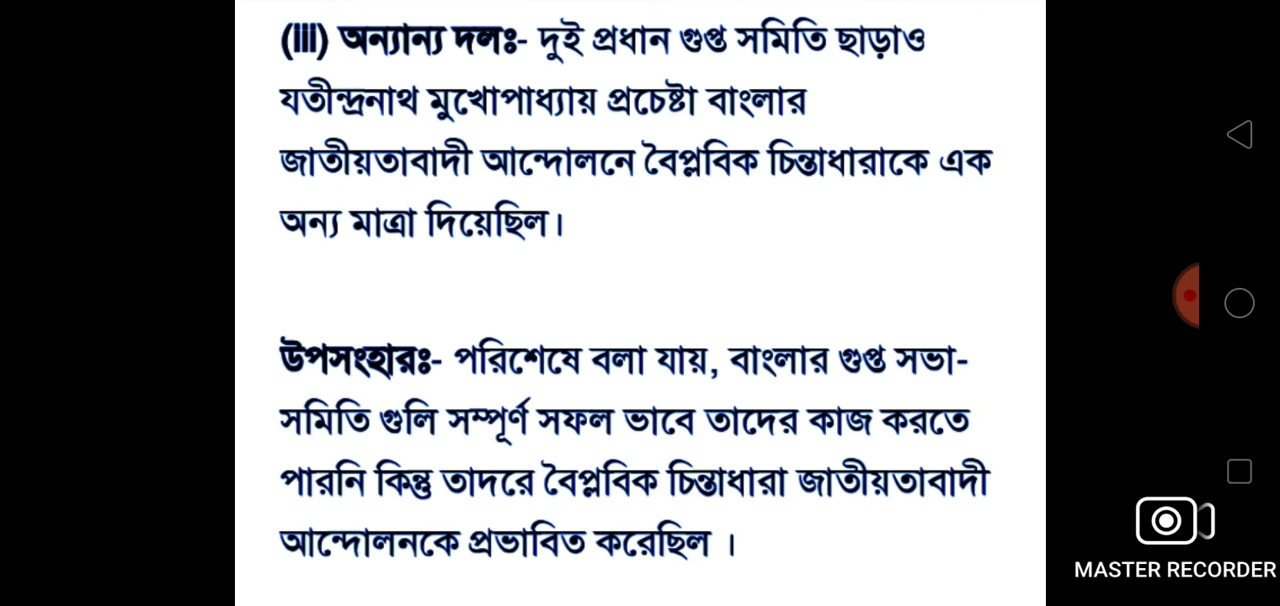 (iii) অন্যান্য দলঃ- দুই প্রধান গুপ্ত সমিতি ছাড়াও
যতীন্দ্রনাথ মুখোপাধ্যায় প্রচেষ্টা বাংলার
জাতীয়তাবাদী আন্দোলনে বৈপ্লবিক চিন্তাধারাকে এক
অন্য মাত্রা দিয়েছিল।
উপসংহারঃ- পরিশেষে বলা যায়, বাংলার গুপ্ত সভা-
সমিতি গুলি সম্পূর্ণ সফল ভাবে তাদের কাজ করতে
পারনি কিন্তু তাদরে বৈপ্লবিক চিন্তাধারা জাতীয়তাবাদী
আন্দোলনকে প্রভাবিত করেছিল ।
MASTER RECORDER